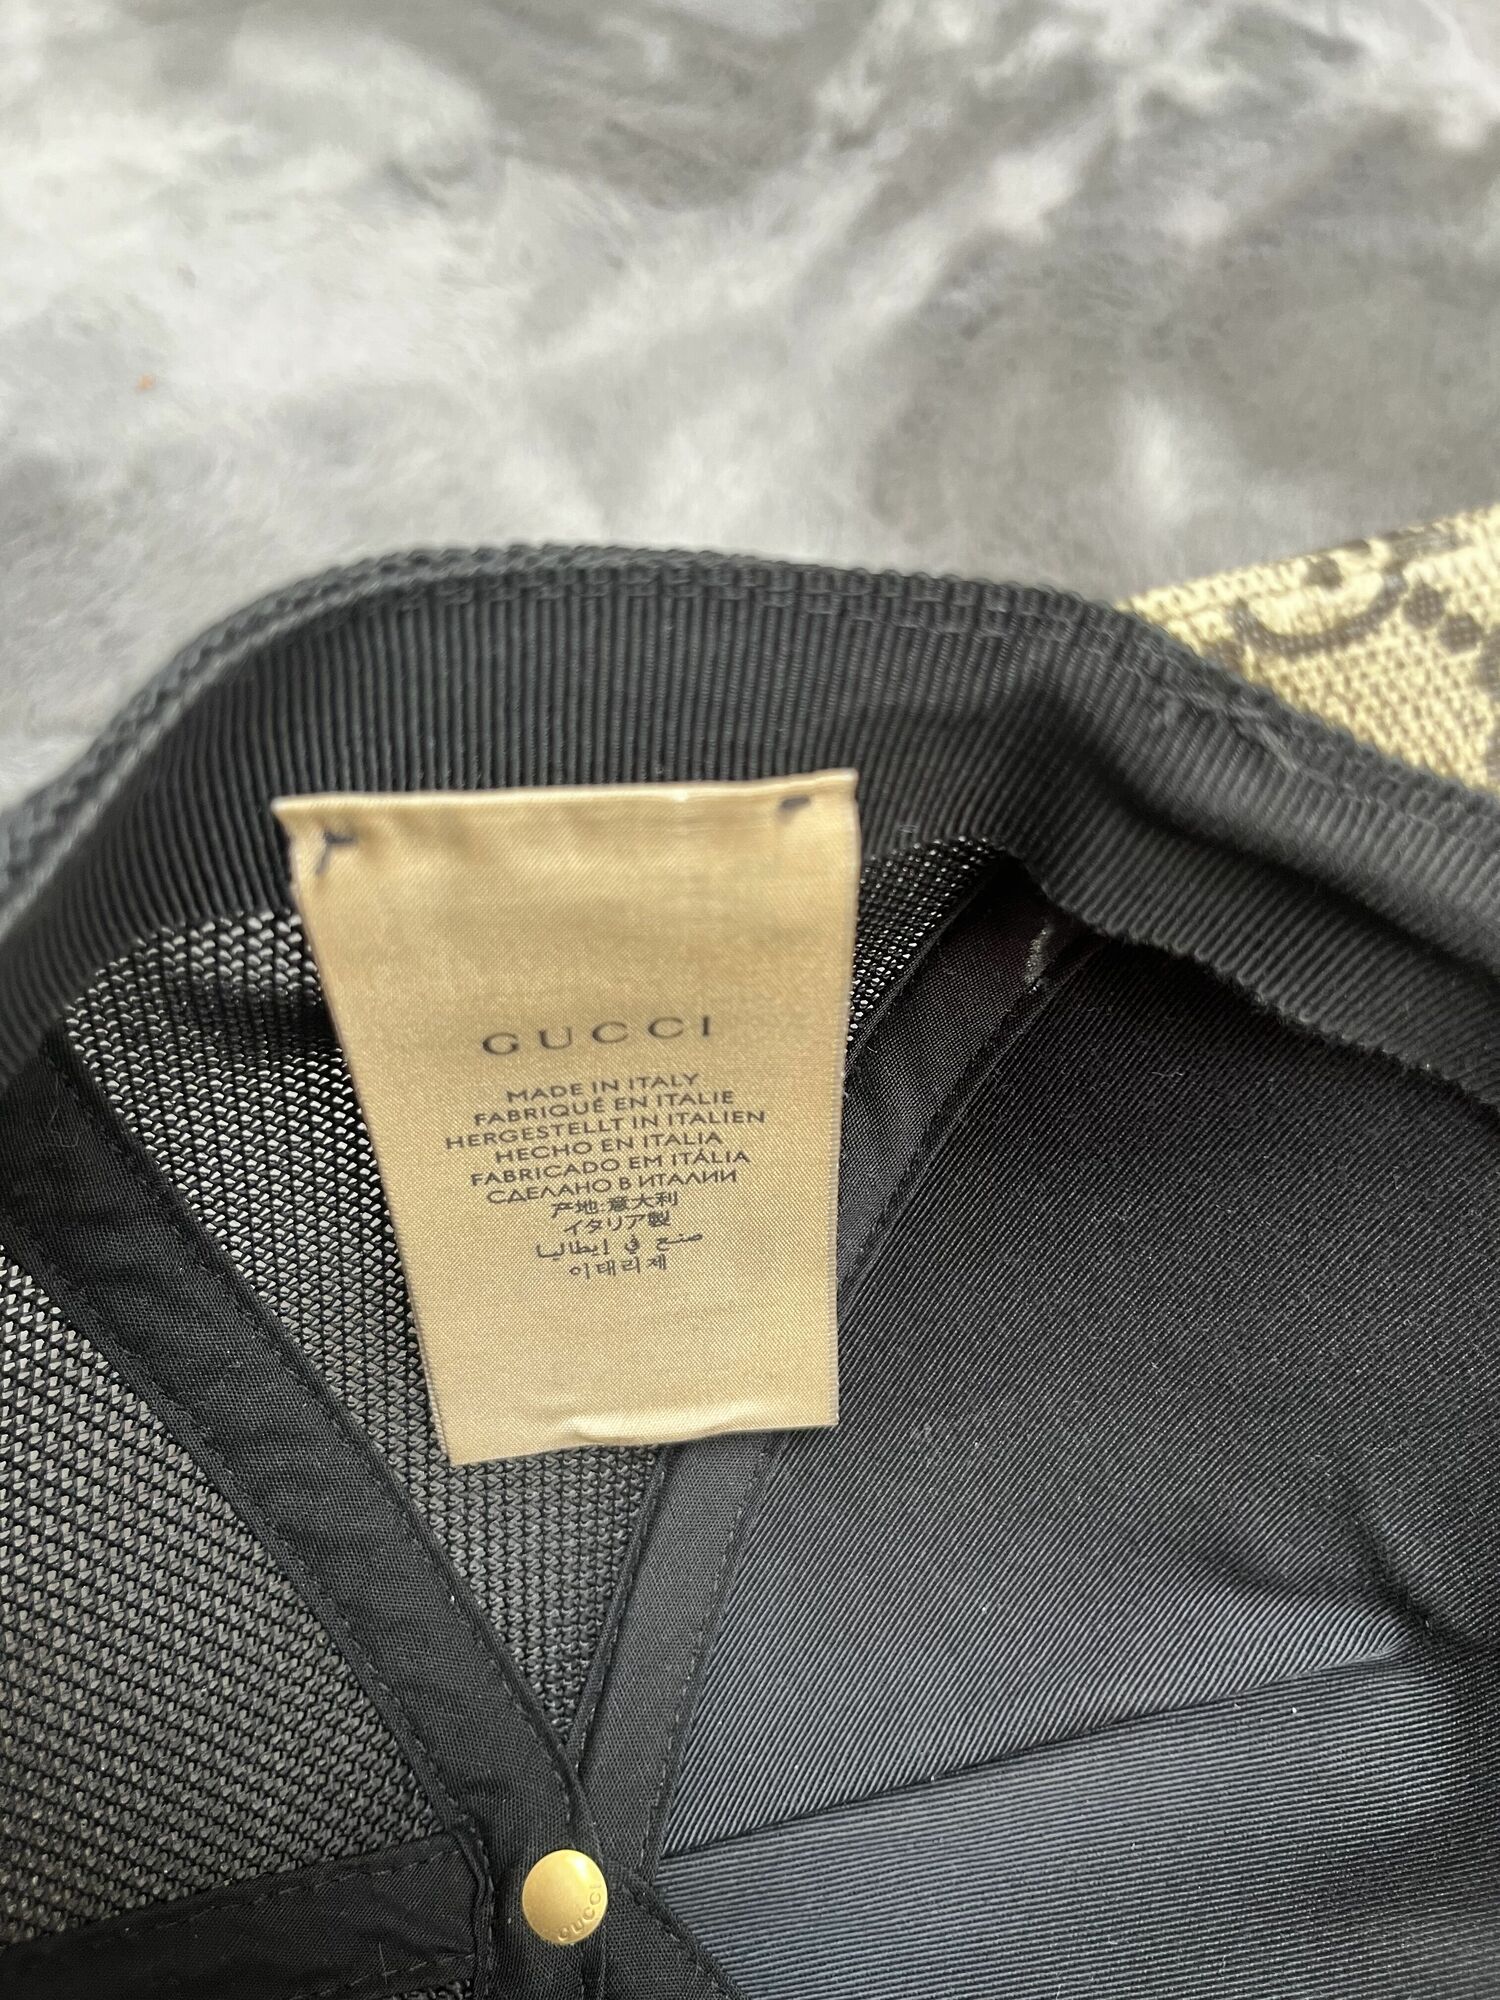 GUCCI
MADE IN ITALY
FABRIQUÉ EN ITALIE
HERGESTELLT IN ITALIEN
HECHO EN ITALIA
FABRICADO EM ITÁLIA
СДЕЛАНО В ИТАЛИИ
产地:意大利
イタリア製
صنع في إيطاليا
이태리제
GUCCI